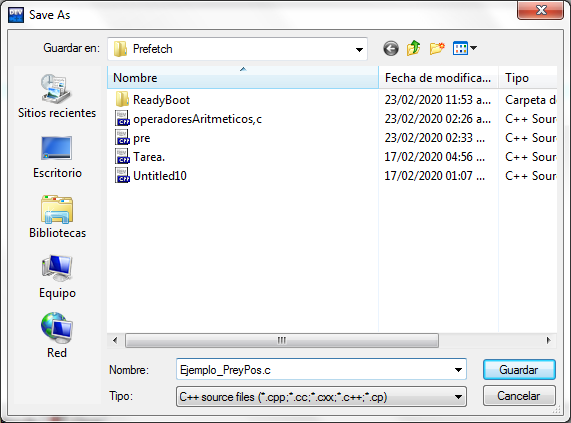 DEV Save As
Guardar en: Prefetch
Nombre Fecha de modifica... Tipo
ReadyBoot 23/02/2020 11:53 a... Carpeta de
operadoresAritmeticos,c 23/02/2020 02:26 a... C++ Sour
pre 23/02/2020 02:33 ... C++ Sour
Tarea. 17/02/2020 04:56 ... C++ Sour
Untitled10 17/02/2020 01:07 ... C++ Sour
Sitios recientes
Escritorio
Bibliotecas
Equipo
Red
Nombre: Ejemplo_PreyPos.c Guardar
Tipo: C++ source files (*.cpp;*.cc;*.cxx;*.c++;*.cp) Cancelar